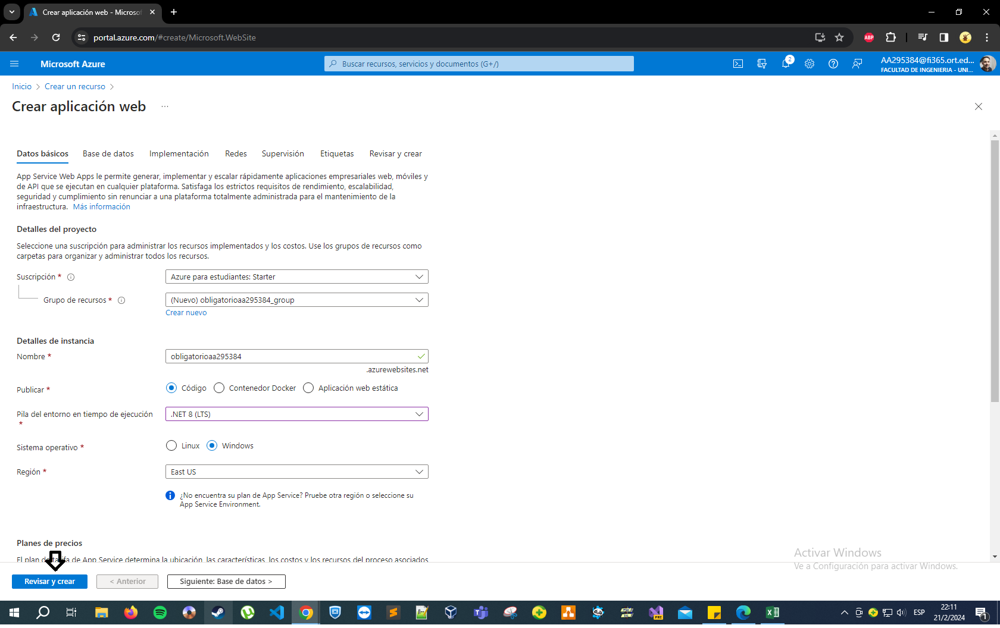 Crear aplicación web - Microsof
portal.azure.com/#create/Microsoft.WebSite
ABP
Microsoft Azure
Buscar recursos, servicios y documentos (G+/)
2
AA295384@fi365.ort.ed...
FACULTAD DE INGENIERIA - UNI...
Inicio > Crear un recurso >
Crear aplicación web ...
Datos básicos Base de datos Implementación Redes Supervisión Etiquetas Revisar y crear
App Service Web Apps le permite generar, implementar y escalar rápidamente aplicaciones empresariales web, móviles y
de API que se ejecutan en cualquier plataforma. Satisfaga los estrictos requisitos de rendimiento, escalabilidad,
seguridad y cumplimiento sin renunciar a una plataforma totalmente administrada para el mantenimiento de la
infraestructura. Más información
Detalles del proyecto
Seleccione una suscripción para administrar los recursos implementados y los costos. Use los grupos de recursos como
carpetas para organizar y administrar todos los recursos.
Suscripción * Azure para estudiantes: Starter
Grupo de recursos * (Nuevo) obligatorioaa295384_group
Crear nuevo
Detalles de instancia
Nombre * obligatorioaa295384
.azurewebsites.net
Publicar * Código Contenedor Docker Aplicación web estática
Pila del entorno en tiempo de ejecución .NET 8 (LTS)
*
Sistema operativo * Linux Windows
Región * East US
¿No encuentra su plan de App Service? Pruebe otra región o seleccione su
App Service Environment.
Planes de precios
El plan de tarifa de App Service determina la ubicación, las características, los costos y los recursos del proceso asociados
Activar Windows
Ve a Configuración para activar Windows.
Revisar y crear < Anterior Siguiente: Base de datos >
PRE
ESP
22:11
21/2/2024
1